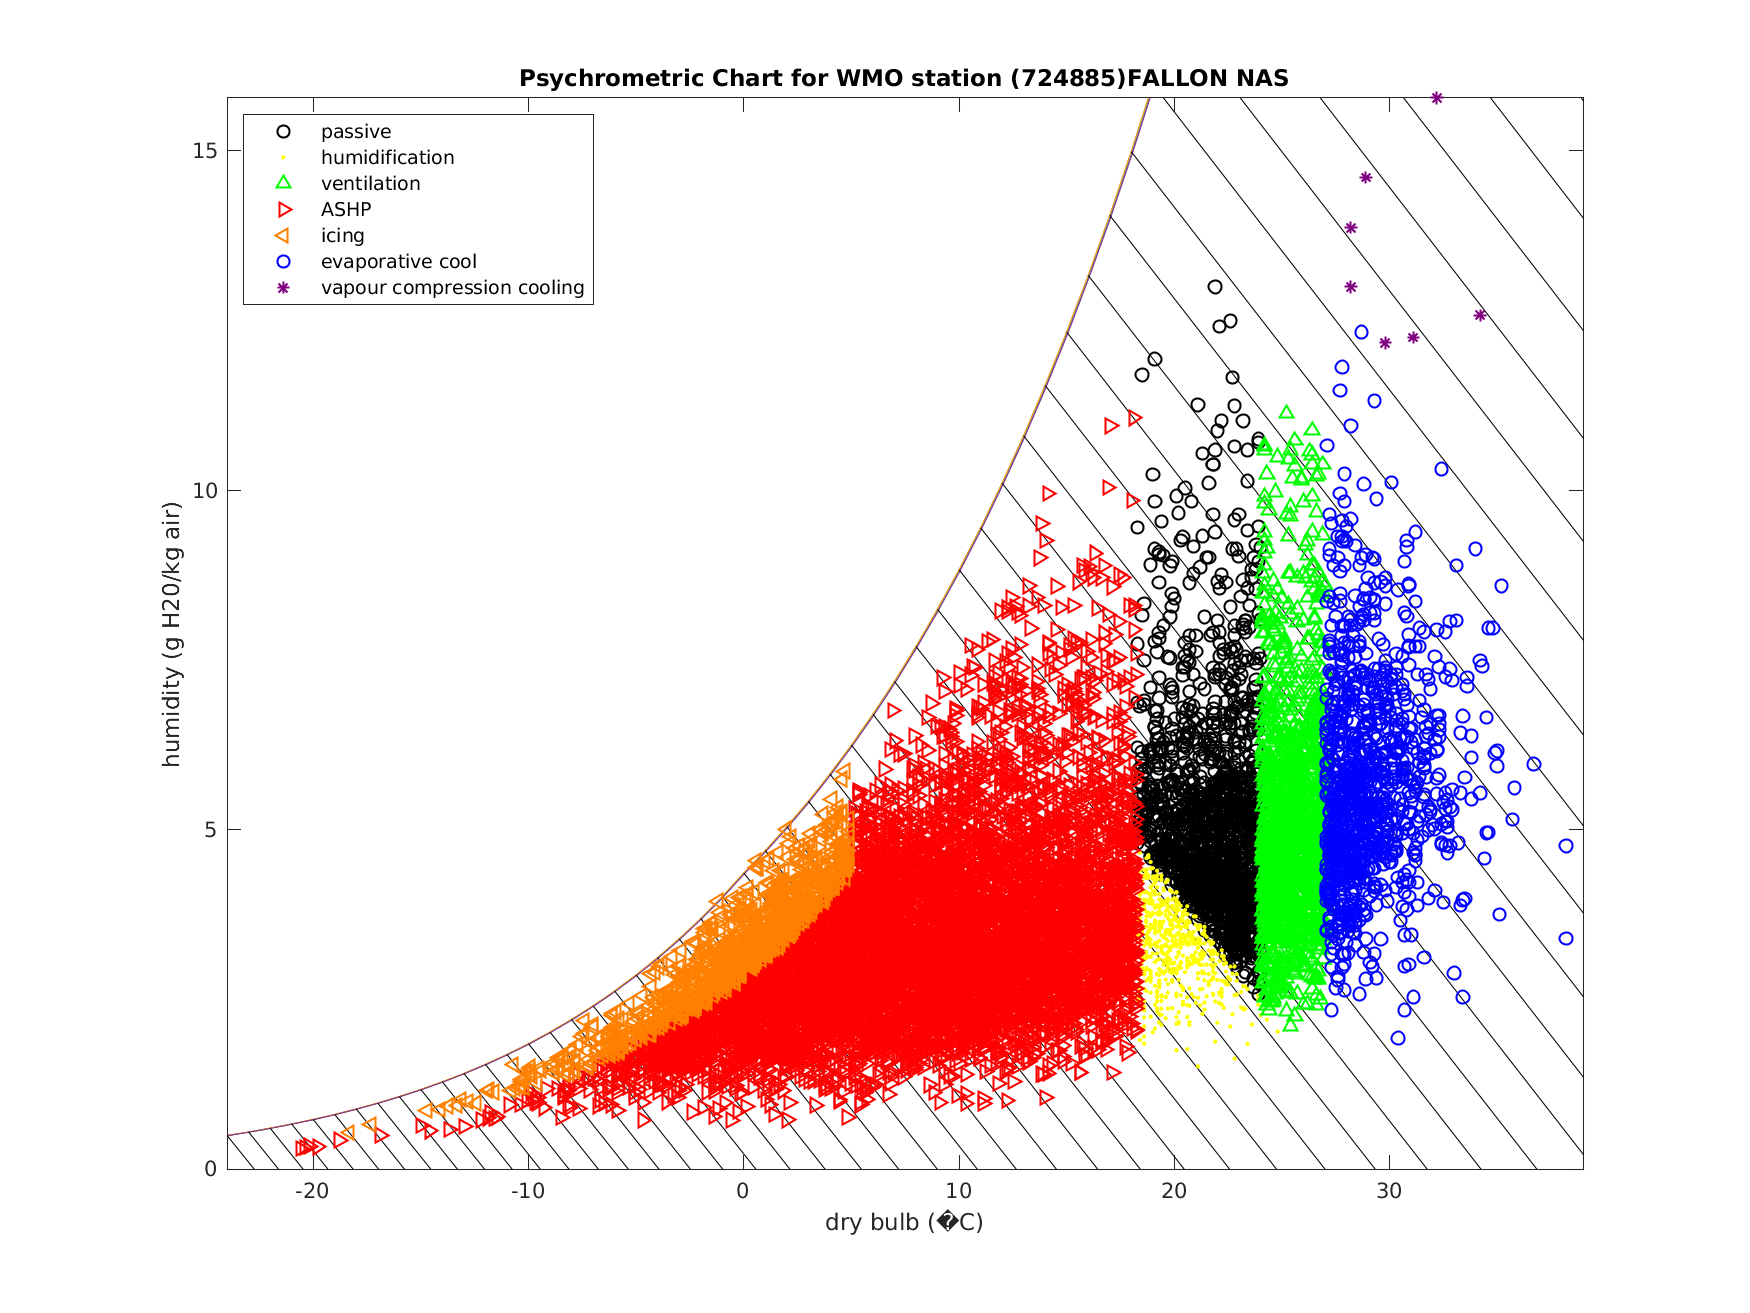 Psychrometric Chart for WMO station (724885)FALLON NAS
passive
humidification
ventilation
ASHP
icing
evaporative cool
vapour compression cooling
15
10
5
0
humidity (g H20/kg air)
-20
-10
0
10
20
30
dry bulb (�C)